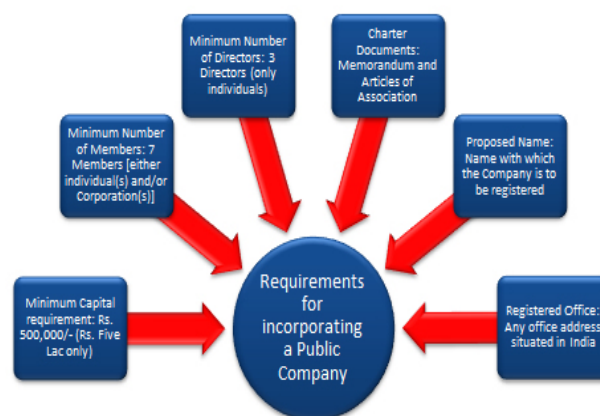 Minimum Number
of Directors: 3
Directors (only
individuals)
Charter
Documents:
Memorandum and
Articles of
Association
Minimum Number
of Members: 7
Members [either
individual(s) and/or
Corporation(s)]
Proposed Name:
Name with which
the Company is to
be registered
Minimum Capital
requirement: Rs.
500,000/- (Rs. Five
Lac only)
Requirements
for
incorporating
a Public
Company
Registered Office:
Any office address
situated in India